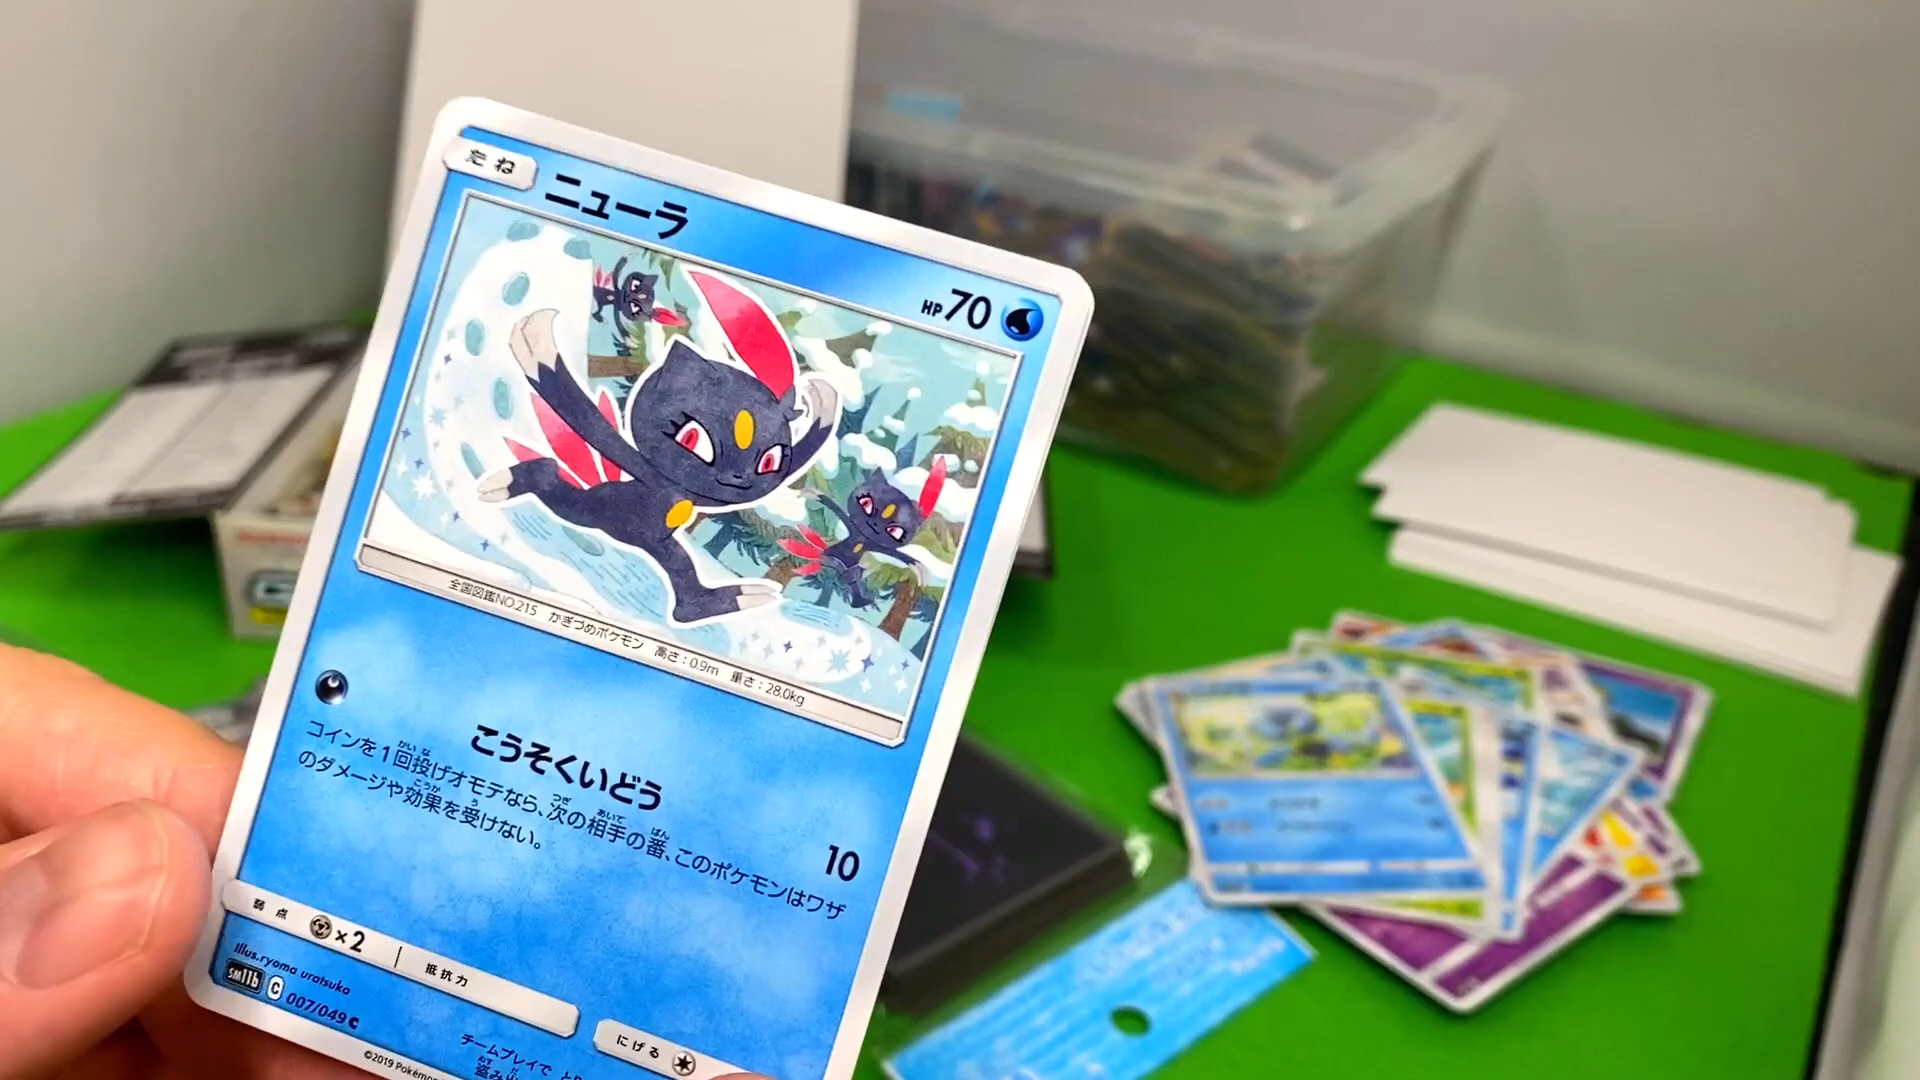 たね
ニューラ
HP 70
全国図鑑NO.215 かぎづめポケモン 高さ:0.9m 重さ:28.0kg
こうそくいどう
10
コインを1回投げオモテなら、次の相手の番、このポケモンはワザ
のダメージや効果を受けない。
弱点 ×2 抵抗力
にげる
Illus.ryoma uratsuka
SM11b C 007/049 C
チームプレイで
©2019 Pokémon